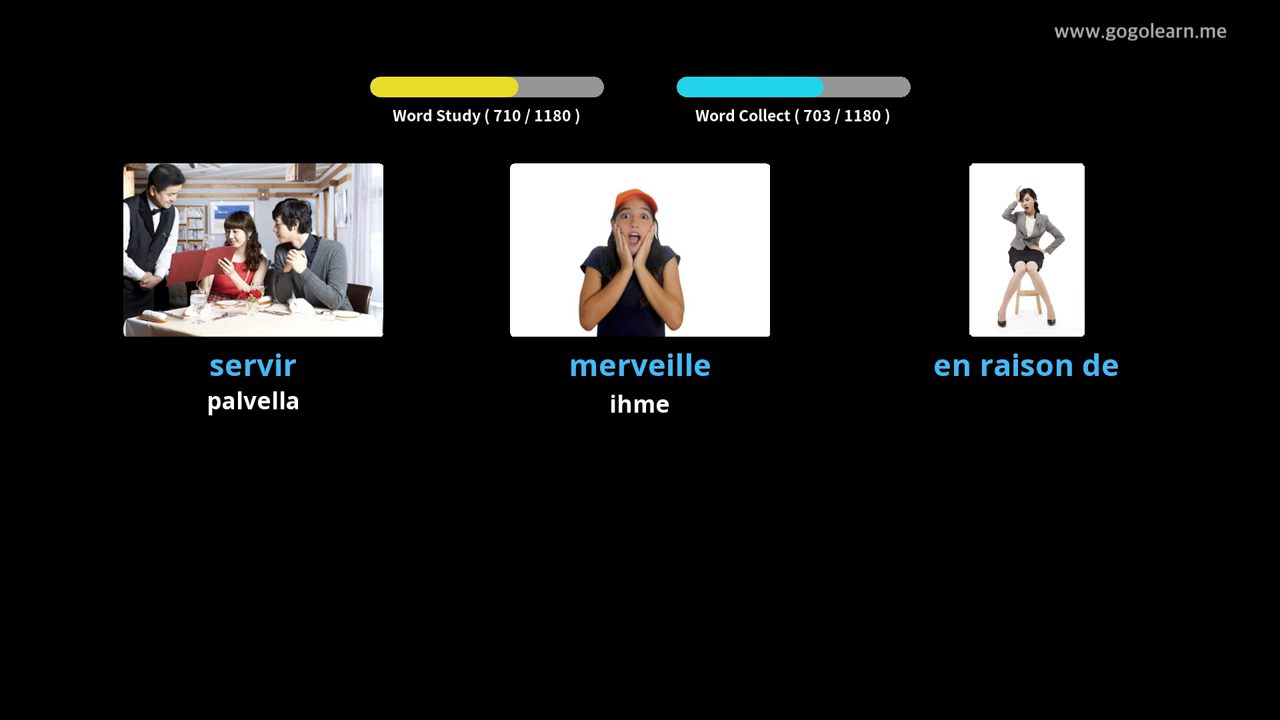 www.gogolearn.me
Word Study ( 710 / 1180 )
Word Collect ( 703 / 1180 )
servir
palvella
merveille
ihme
en raison de